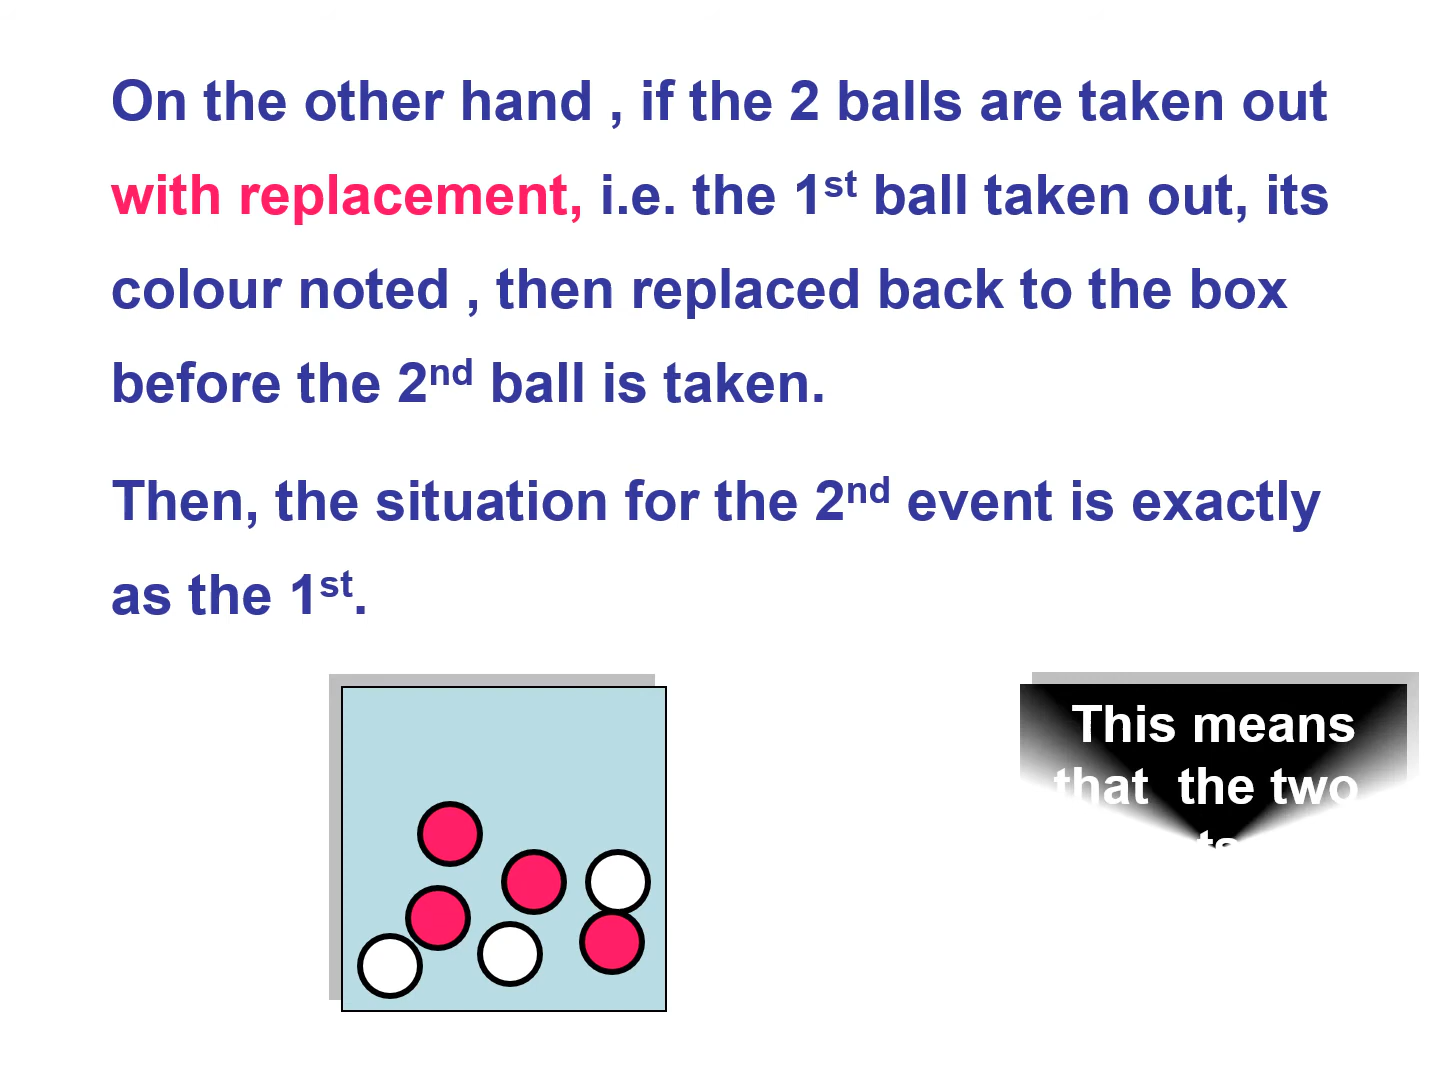 On the other hand , if the 2 balls are taken out
with replacement, i.e. the 1st ball taken out, its
colour noted , then replaced back to the box
before the 2nd ball is taken.
Then, the situation for the 2nd event is exactly
as the 1st.
This means
that the two